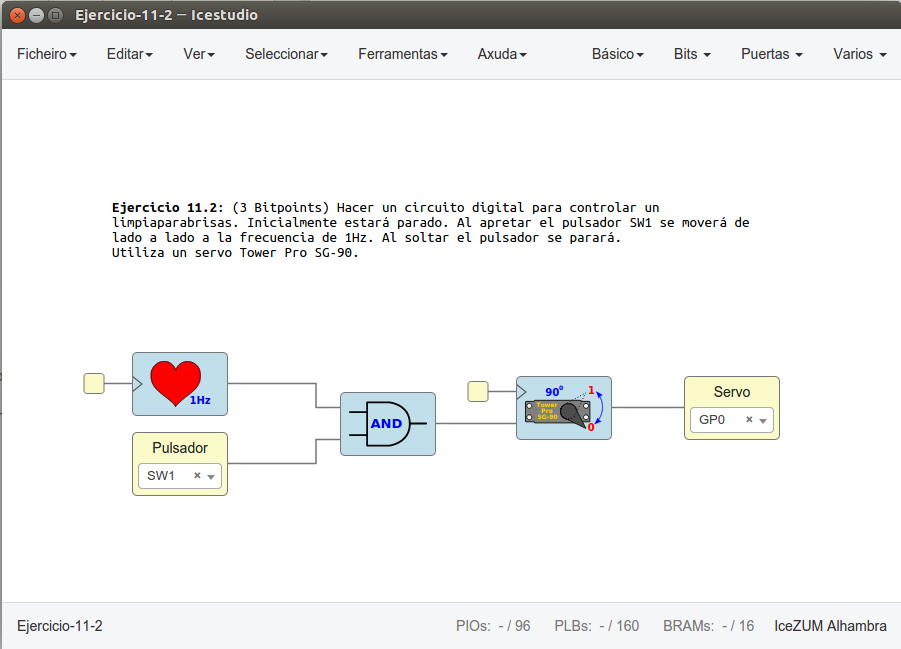 Ejercicio-11-2 — Icestudio
Ficheiro Editar Ver Seleccionar Ferramentas Axuda Básico Bits Puertas Varios
Ejercicio 11.2: (3 Bitpoints) Hacer un circuito digital para controlar un
limpiaparabrisas. Inicialmente estará parado. Al apretar el pulsador SW1 se moverá de
lado a lado a la frecuencia de 1Hz. Al soltar el pulsador se parará.
Utiliza un servo Tower Pro SG-90.
1Hz
Pulsador
SW1
AND
90º
1
Tower
Pro
SG-90
0
Servo
GP0
Ejercicio-11-2 PIOs: - / 96 PLBs: - / 160 BRAMs: - / 16 IceZUM Alhambra